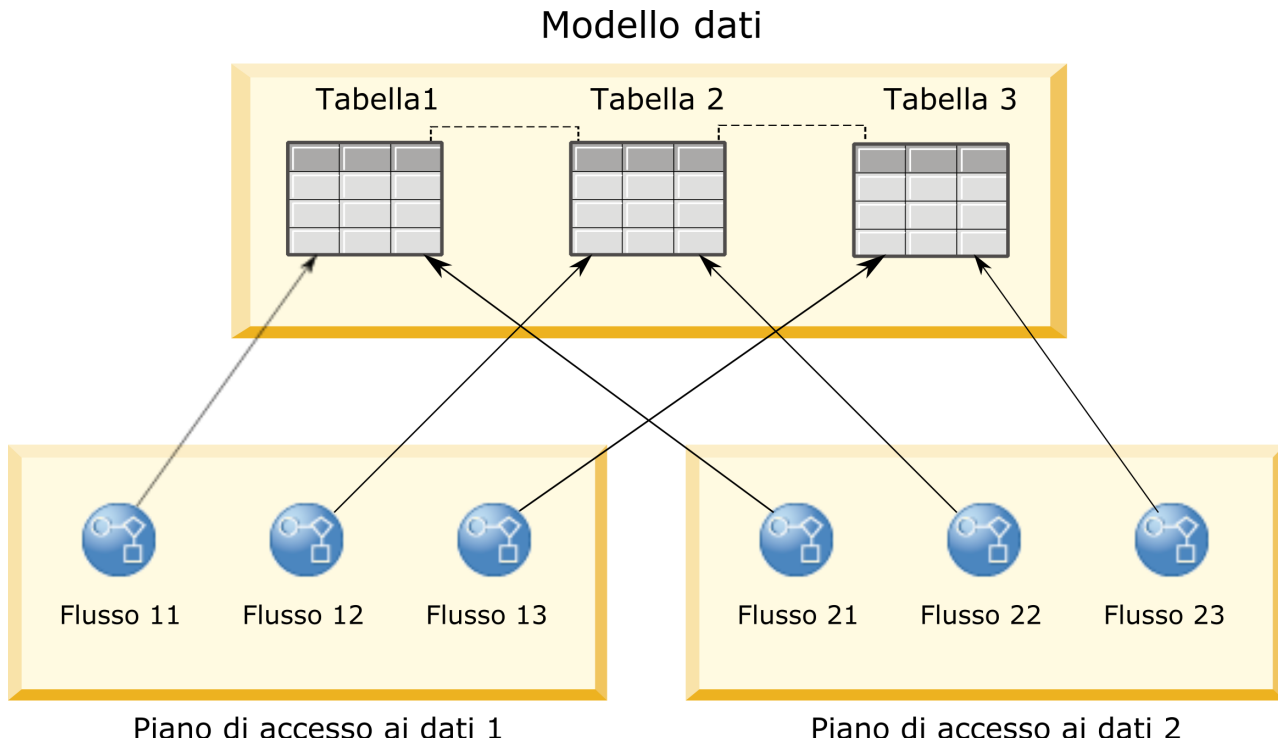 Modello dati
Tabella1
Tabella 2
Tabella 3
Flusso 11
Flusso 12
Flusso 13
Flusso 21
Flusso 22
Flusso 23
Piano di accesso ai dati 1
Piano di accesso ai dati 2